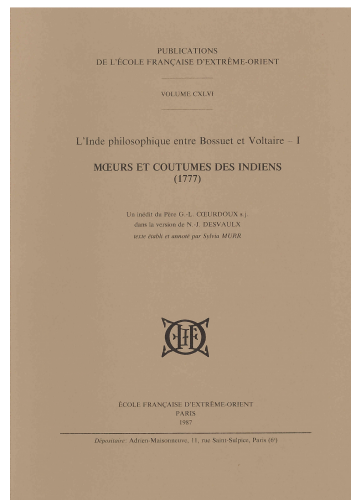 PUBLICATIONS
DE L'ÉCOLE FRANÇAISE D'EXTRÊME-ORIENT
VOLUME CXLVI
L'Inde philosophique entre Bossuet et Voltaire – I
MŒURS ET COUTUMES DES INDIENS
(1777)
Un inédit du Père G.-L. CŒURDOUX s.j.
dans la version de N.-J. DESVAULX
texte établi et annoté par Sylvia MURR
ÉCOLE FRANÇAISE D'EXTRÊME-ORIENT
PARIS
1987
Dépositaire: Adrien-Maisonneuve, 11, rue Saint-Sulpice, Paris (6e)